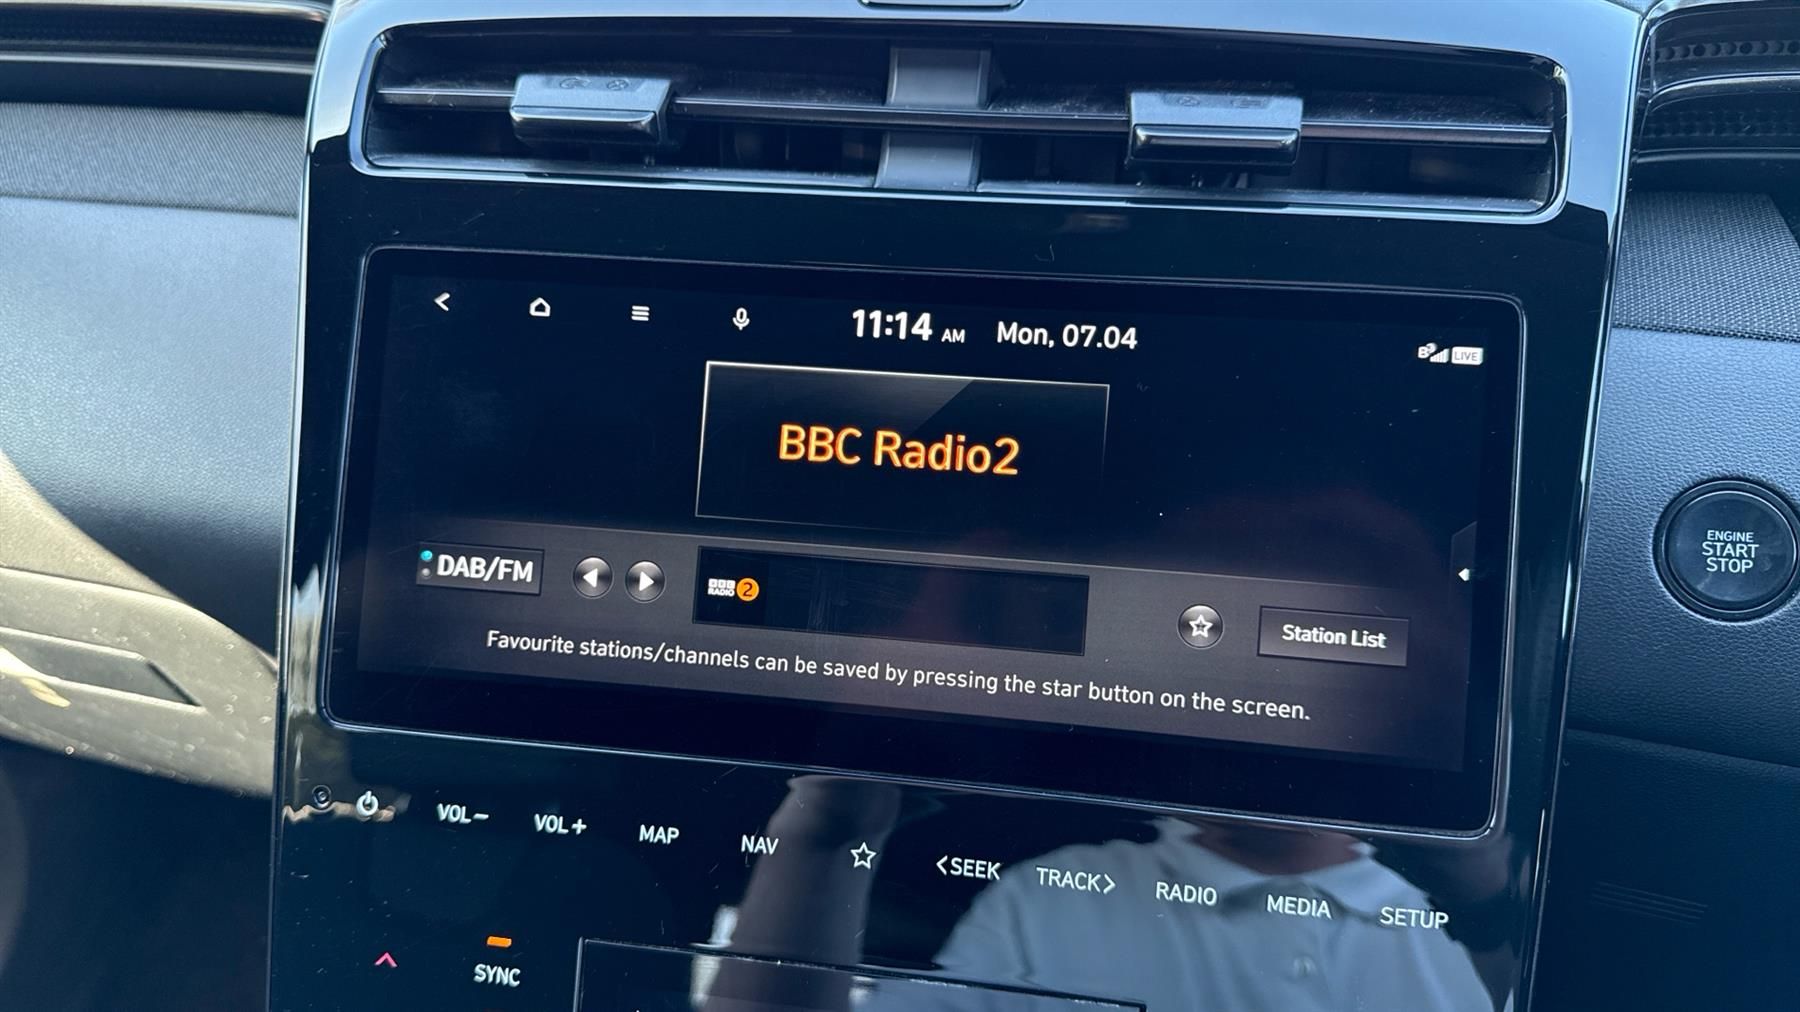 11:14 AM Mon, 07.04
LIVE
BBC Radio2
DAB/FM
BBC RADIO 2
Station List
Favourite stations/channels can be saved by pressing the star button on the screen.
ENGINE
START
STOP
VOL- VOL+ MAP NAV <SEEK TRACK> RADIO MEDIA SETUP
SYNC